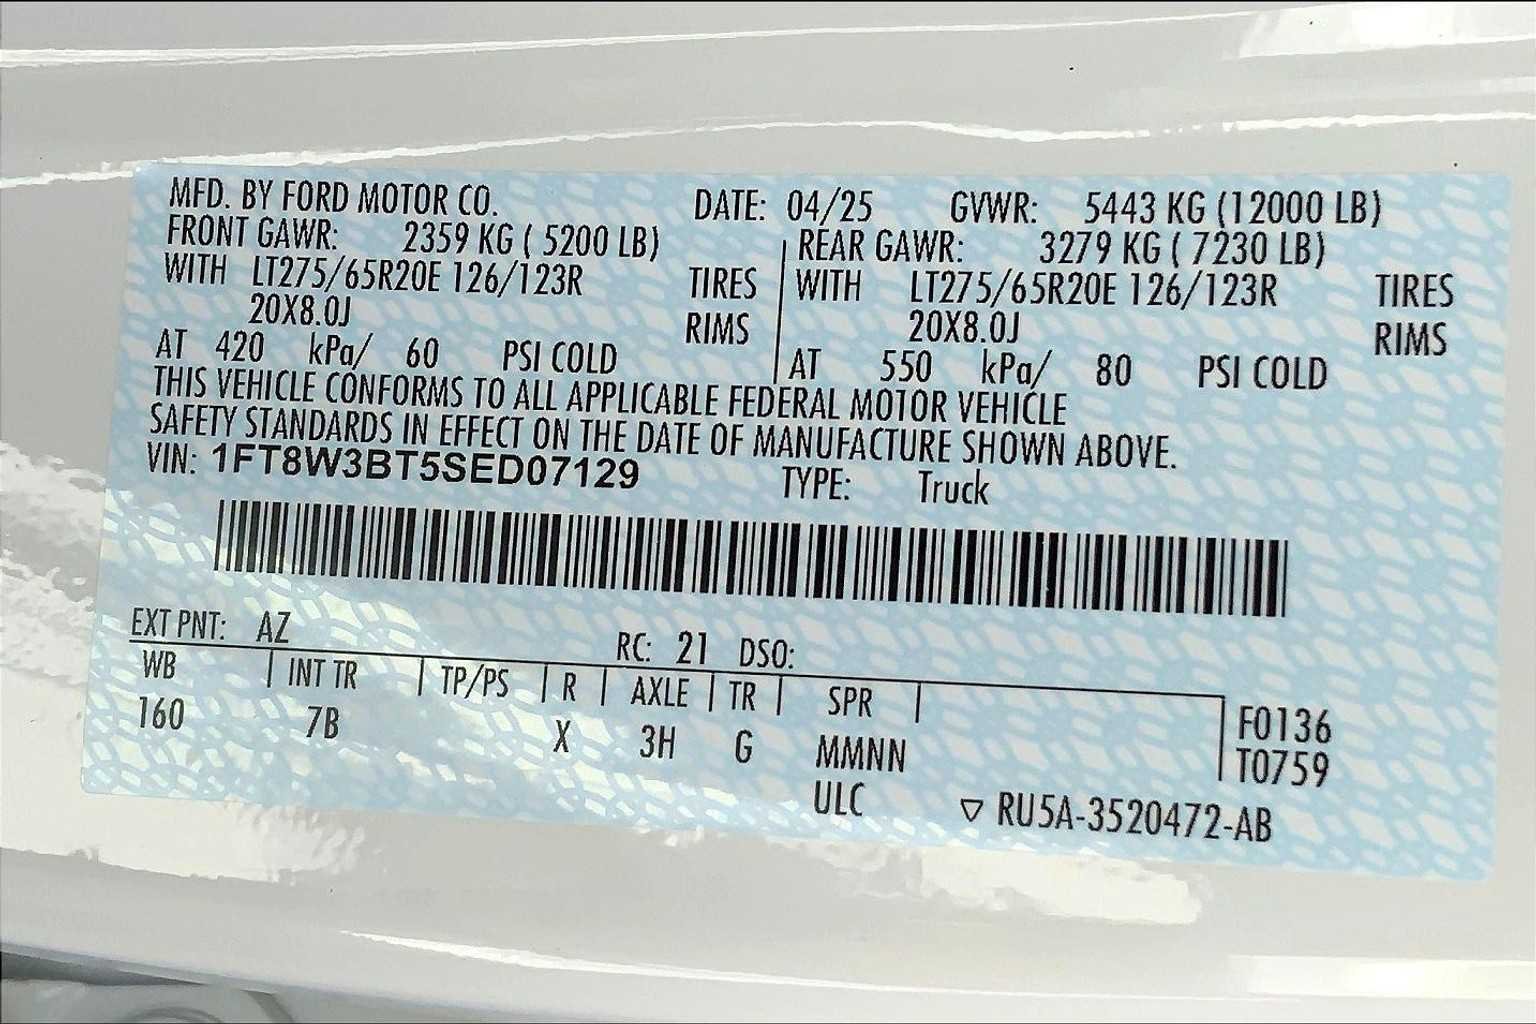 MFD. BY FORD MOTOR CO. DATE: 04/25 GVWR: 5443 KG (12000 LB)
FRONT GAWR: 2359 KG ( 5200 LB) REAR GAWR: 3279 KG ( 7230 LB)
WITH LT275/65R20E 126/123R TIRES WITH LT275/65R20E 126/123R TIRES
20X8.0J RIMS 20X8.0J RIMS
AT 420 kPa/ 60 PSI COLD AT 550 kPa/ 80 PSI COLD
THIS VEHICLE CONFORMS TO ALL APPLICABLE FEDERAL MOTOR VEHICLE
SAFETY STANDARDS IN EFFECT ON THE DATE OF MANUFACTURE SHOWN ABOVE.
VIN: 1FT8W3BT5SED07129 TYPE: Truck
EXT PNT: AZ RC: 21 DSO:
WB INT TR TP/PS R AXLE TR SPR F0136
160 7B X 3H G MMNN T0759
ULC ▽ RU5A-3520472-AB